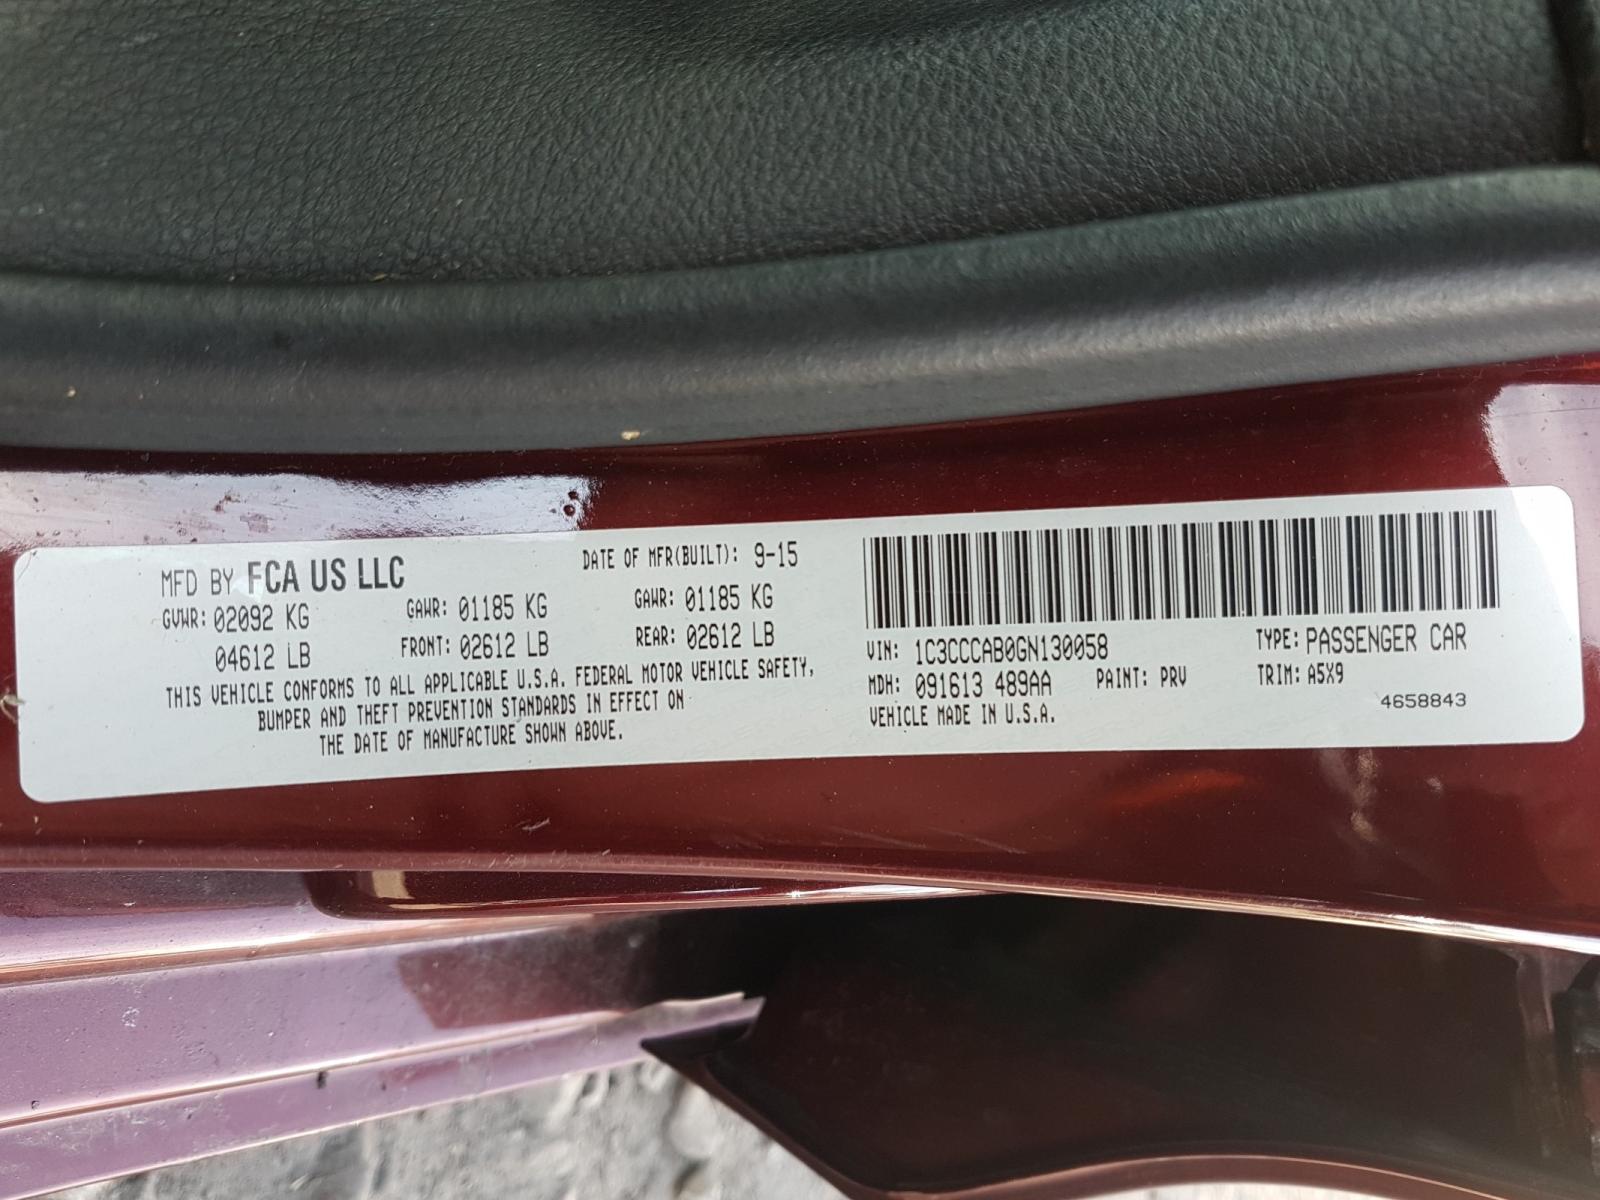 MFD BY FCA US LLC DATE OF MFR(BUILT): 9-15
GVWR: 02092 KG GAWR: 01185 KG GAWR: 01185 KG
04612 LB FRONT: 02612 LB REAR: 02612 LB
THIS VEHICLE CONFORMS TO ALL APPLICABLE U.S.A. FEDERAL MOTOR VEHICLE SAFETY,
BUMPER AND THEFT PREVENTION STANDARDS IN EFFECT ON
THE DATE OF MANUFACTURE SHOWN ABOVE.
VIN: 1C3CCCAB0GN130058 TYPE: PASSENGER CAR
MDH: 091613 489AA PAINT: PRV TRIM: A5X9
VEHICLE MADE IN U.S.A. 4658843